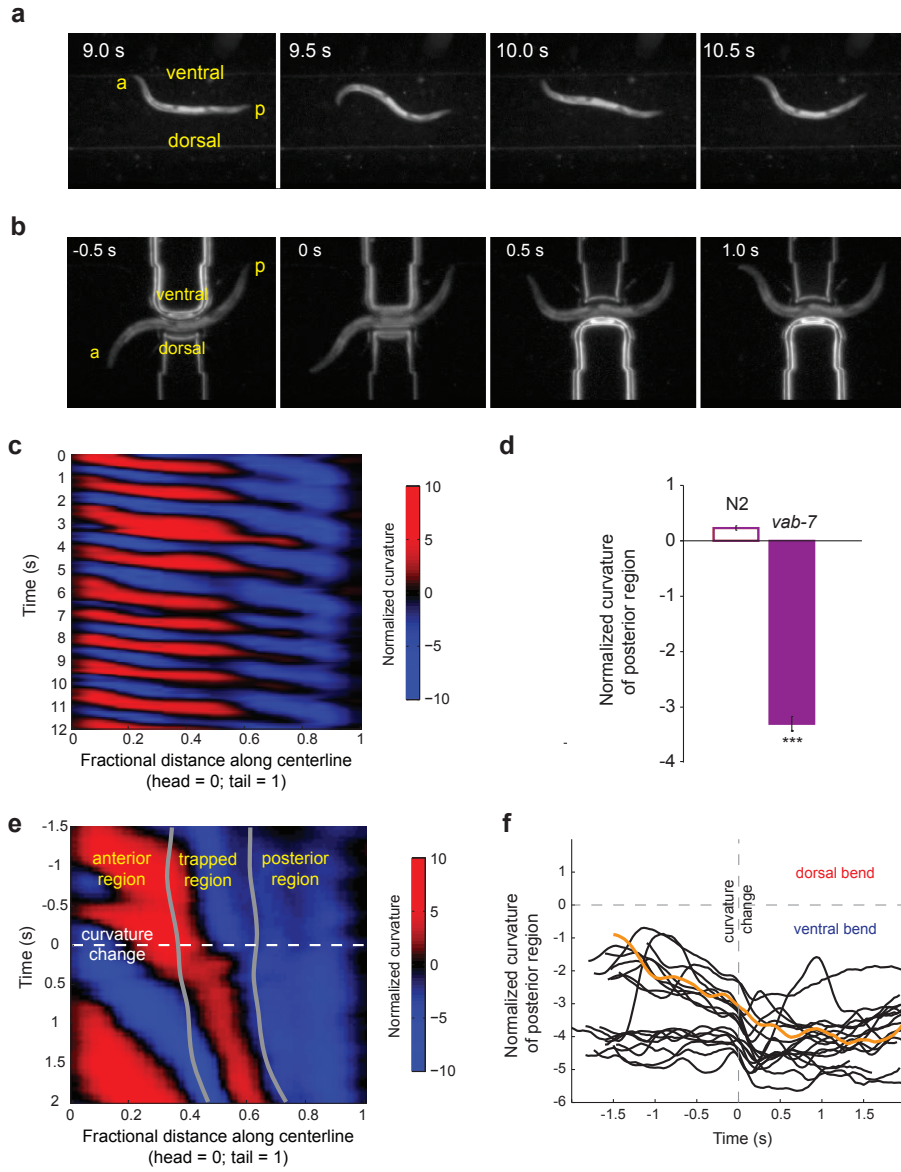 a
9.0 s
ventral
a
p
dorsal
9.5 s
10.0 s
10.5 s
b
-0.5 s
p
ventral
a
dorsal
0 s
0.5 s
1.0 s
c
Time (s)
0
1
2
3
4
5
6
7
8
9
10
11
12
0 0.2 0.4 0.6 0.8 1
Fractional distance along centerline
(head = 0; tail = 1)
10
5
0
−5
−10
Normalized curvature
d
Normalized curvature
of posterior region
1
0
-1
-2
-3
-4
N2
vab-7
***
-
e
Time (s)
-1.5
-1
-0.5
0
0.5
1
1.5
2
anterior
region
trapped
region
posterior
region
curvature
change
0 0.2 0.4 0.6 0.8 1
Fractional distance along centerline
(head = 0; tail = 1)
10
5
0
−5
−10
Normalized curvature
f
Normalized curvature
of posterior region
1
0
-1
-2
-3
-4
-5
-6
curvature
change
dorsal bend
ventral bend
-1.5 -1 -0.5 0 0.5 1 1.5
Time (s)